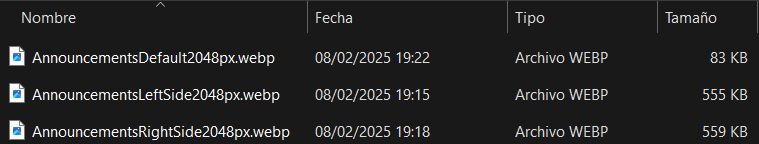 Nombre Fecha Tipo Tamaño
AnnouncementsDefault2048px.webp 08/02/2025 19:22 Archivo WEBP 83 KB
AnnouncementsLeftSide2048px.webp 08/02/2025 19:15 Archivo WEBP 555 KB
AnnouncementsRightSide2048px.webp 08/02/2025 19:18 Archivo WEBP 559 KB